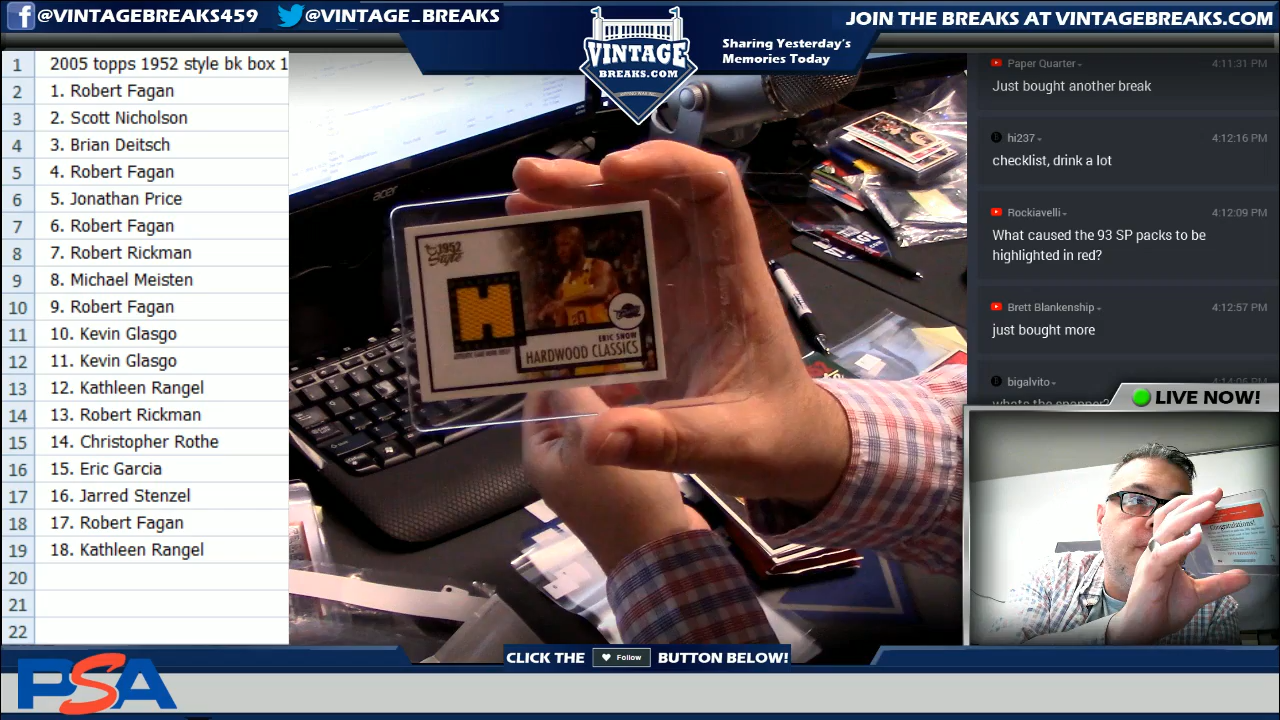 @VINTAGEBREAKS459
@VINTAGE_BREAKS
VINTAGE
BREAKS.COM
Sharing Yesterday's
Memories Today
JOIN THE BREAKS AT VINTAGEBREAKS.COM
1 2005 topps 1952 style bk box 1
2 1. Robert Fagan
3 2. Scott Nicholson
4 3. Brian Deitsch
5 4. Robert Fagan
6 5. Jonathan Price
7 6. Robert Fagan
8 7. Robert Rickman
9 8. Michael Meisten
10 9. Robert Fagan
11 10. Kevin Glasgo
12 11. Kevin Glasgo
13 12. Kathleen Rangel
14 13. Robert Rickman
15 14. Christopher Rothe
16 15. Eric Garcia
17 16. Jarred Stenzel
18 17. Robert Fagan
19 18. Kathleen Rangel
20
21
22
acer
1952
Style
H
ERIC SNOW
HARDWOOD CLASSICS
Paper Quarter 4:11:31 PM
Just bought another break
hi237 4:12:16 PM
checklist, drink a lot
Rockiavelli 4:12:09 PM
What caused the 93 SP packs to be
highlighted in red?
Brett Blankenship 4:12:57 PM
just bought more
bigalvito
LIVE NOW!
Congratulations!
CLICK THE Follow BUTTON BELOW!
PSA